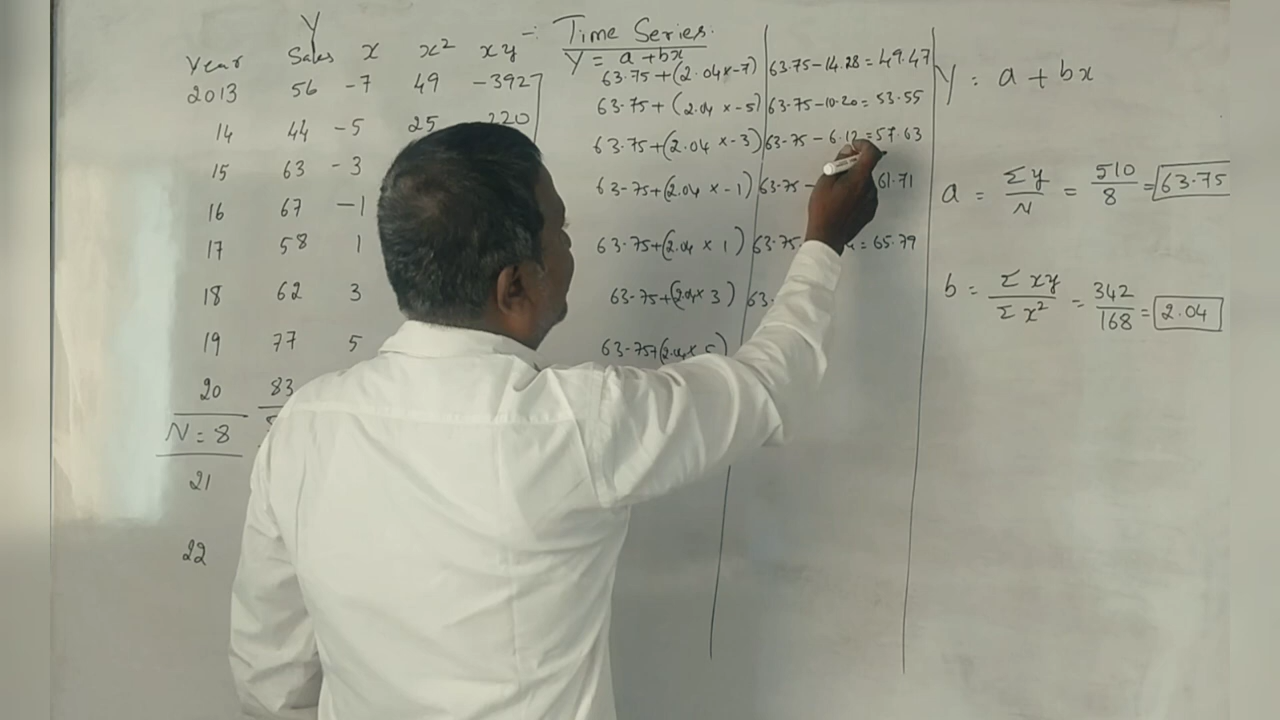 Y
Time Series.
Year Sales x x² xy
Y = a + bx
2013 56 -7 49 -392
63.75 + (2.04 x -7) 63.75 - 14.28 = 49.47
Y = a + bx
14 44 -5 25 220
63.75 + (2.04 x -5) 63.75 - 10.20 = 53.55
15 63 -3
63.75 + (2.04 x -3) 63.75 - 6.12 = 57.63
16 67 -1
63.75 + (2.04 x -1) 63.75 - 61.71
a = Σy / N = 510 / 8 = 63.75
17 58 1
63.75 + (2.04 x 1) 63.75 = 65.79
18 62 3
63.75 + (2.04 x 3) 63.
b = Σxy / Σx² = 342 / 168 = 2.04
19 77 5
63.75 + (2.04 x 5)
20 83
N = 8
21
22